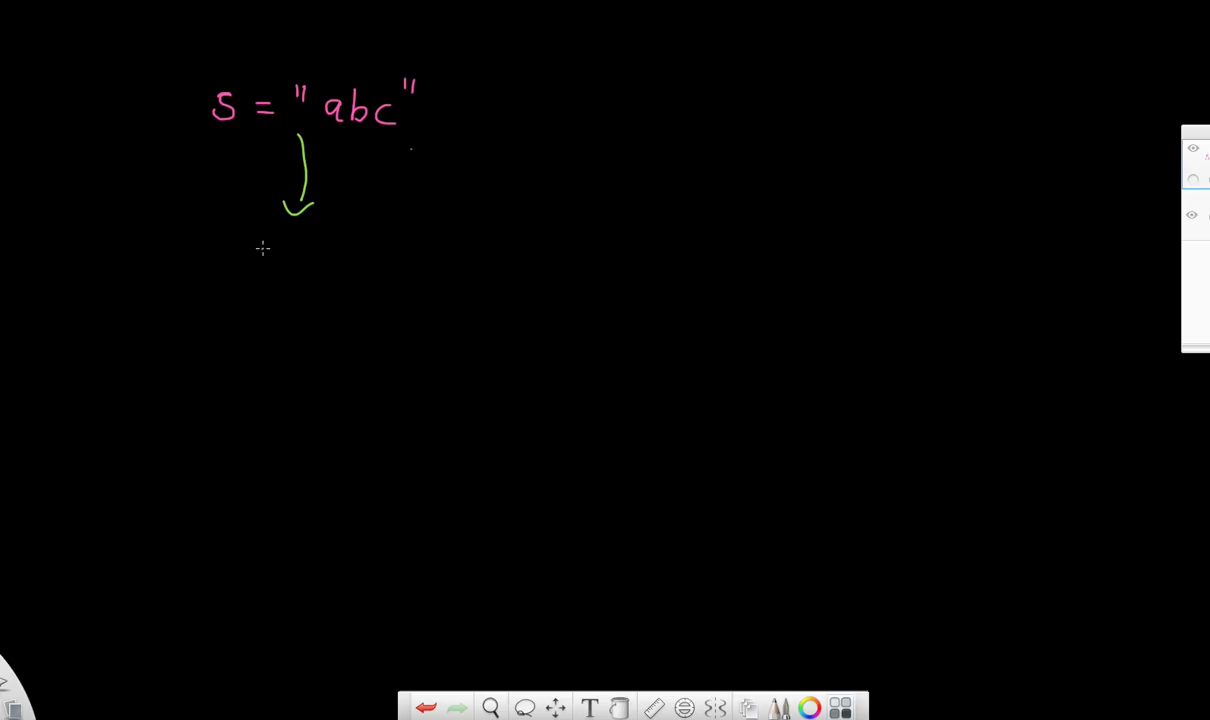 s = "abc"